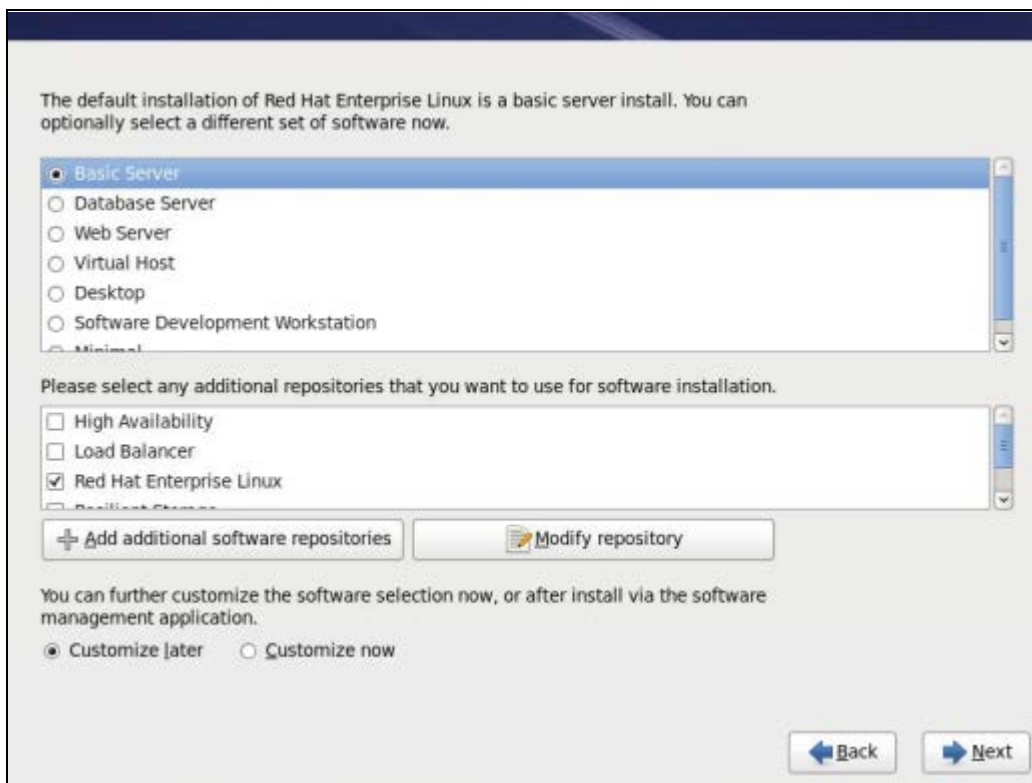 The default installation of Red Hat Enterprise Linux is a basic server install. You can
optionally select a different set of software now.
Basic Server
Database Server
Web Server
Virtual Host
Desktop
Software Development Workstation
Minimal
Please select any additional repositories that you want to use for software installation.
High Availability
Load Balancer
Red Hat Enterprise Linux
Resilient Storage
Add additional software repositories
Modify repository
You can further customize the software selection now, or after install via the software
management application.
Customize later
Customize now
Back
Next